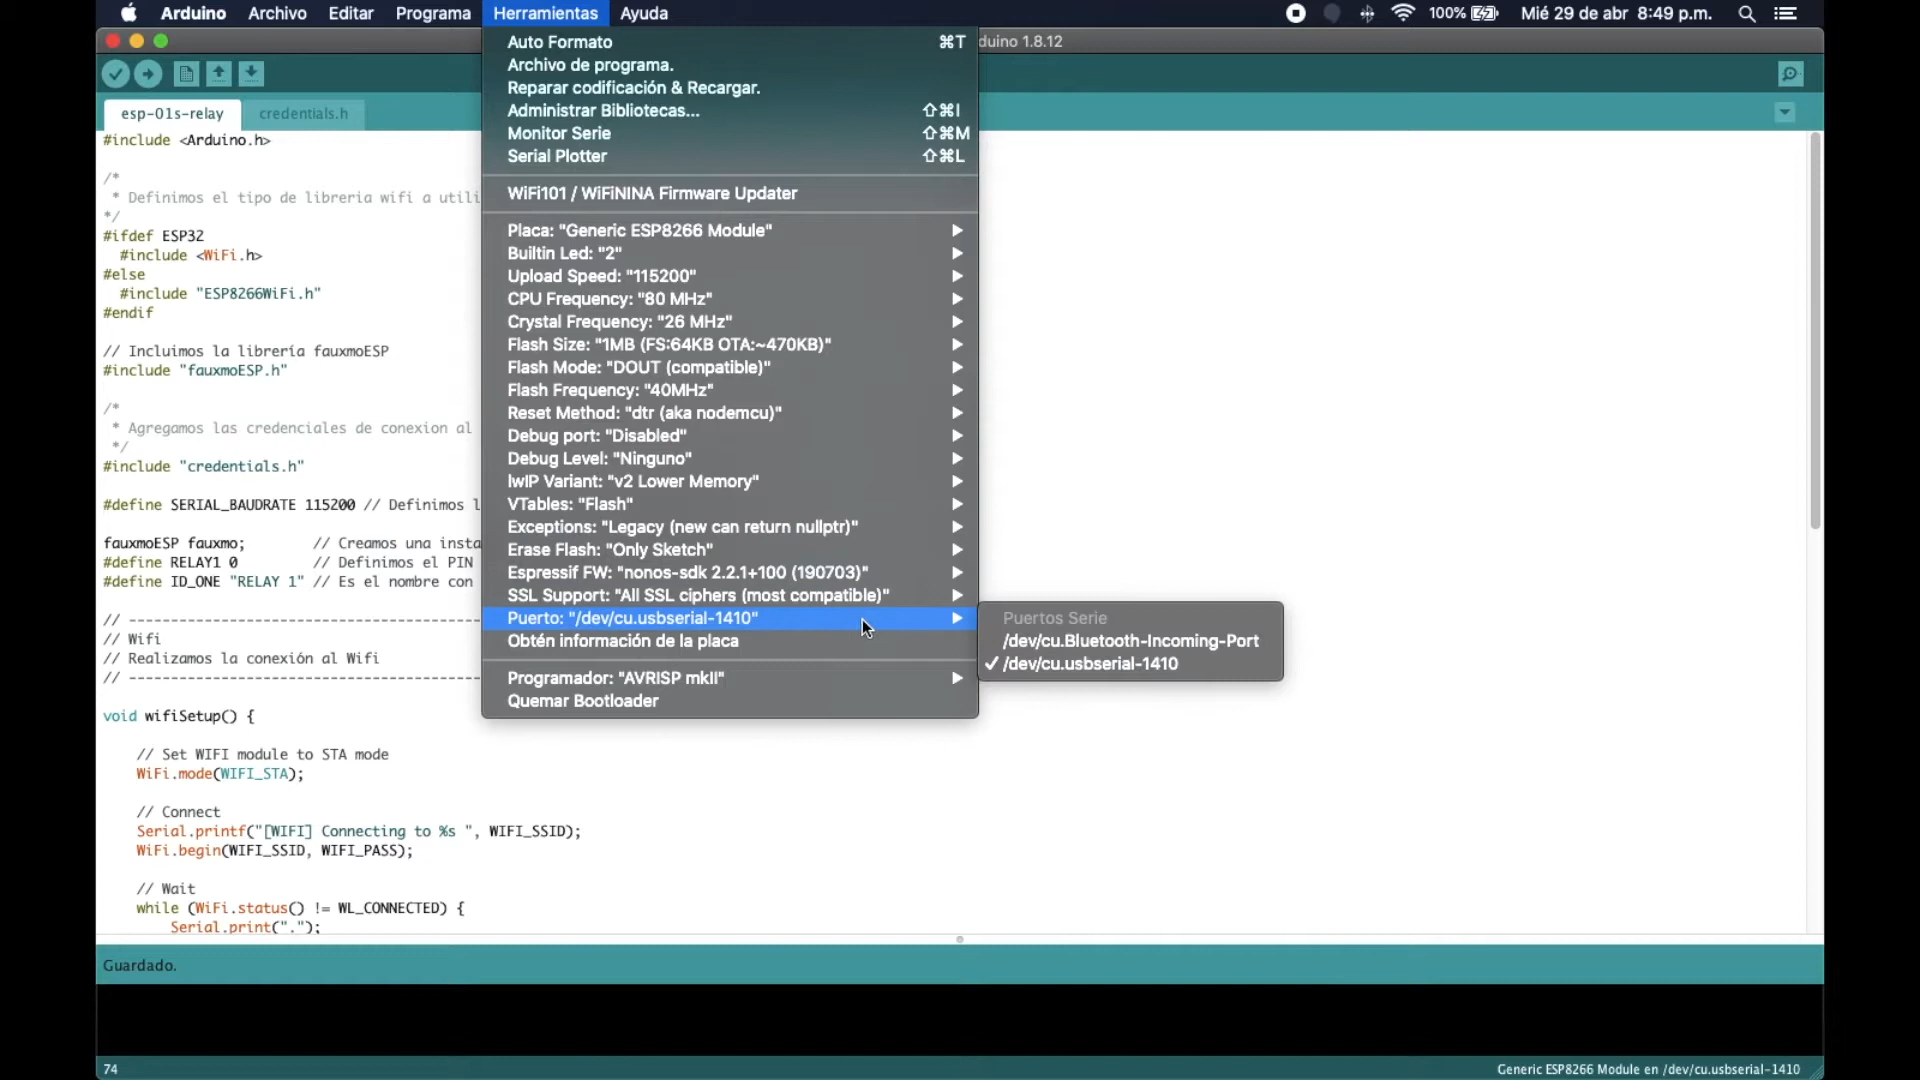 Arduino Archivo Editar Programa Herramientas Ayuda 100% Mié 29 de abr 8:49 p.m.
duino 1.8.12
Auto Formato ⌘T
Archivo de programa.
Reparar codificación & Recargar.
Administrar Bibliotecas... ⇧⌘I
Monitor Serie ⇧⌘M
Serial Plotter ⇧⌘L
WiFi101 / WiFiNINA Firmware Updater
Placa: "Generic ESP8266 Module"
Builtin Led: "2"
Upload Speed: "115200"
CPU Frequency: "80 MHz"
Crystal Frequency: "26 MHz"
Flash Size: "1MB (FS:64KB OTA:~470KB)"
Flash Mode: "DOUT (compatible)"
Flash Frequency: "40MHz"
Reset Method: "dtr (aka nodemcu)"
Debug port: "Disabled"
Debug Level: "Ninguno"
lwIP Variant: "v2 Lower Memory"
VTables: "Flash"
Exceptions: "Legacy (new can return nullptr)"
Erase Flash: "Only Sketch"
Espressif FW: "nonos-sdk 2.2.1+100 (190703)"
SSL Support: "All SSL ciphers (most compatible)"
Puerto: "/dev/cu.usbserial-1410"
Obtén información de la placa
Programador: "AVRISP mkII"
Quemar Bootloader
Puertos Serie
/dev/cu.Bluetooth-Incoming-Port
✓ /dev/cu.usbserial-1410
esp-01s-relay credentials.h
#include <Arduino.h>
/*
* Definimos el tipo de libreria wifi a utili
*/
#ifdef ESP32
#include <WiFi.h>
#else
#include "ESP8266WiFi.h"
#endif
// Incluimos la librería fauxmoESP
#include "fauxmoESP.h"
/*
* Agregamos las credenciales de conexion al
*/
#include "credentials.h"
#define SERIAL_BAUDRATE 115200 // Definimos l
fauxmoESP fauxmo; // Creamos una insta
#define RELAY1 0 // Definimos el PIN
#define ID_ONE "RELAY 1" // Es el nombre con
// ------------------------------------------
// Wifi
// Realizamos la conexión al Wifi
// ------------------------------------------
void wifiSetup() {
// Set WIFI module to STA mode
WiFi.mode(WIFI_STA);
// Connect
Serial.printf("[WIFI] Connecting to %s ", WIFI_SSID);
WiFi.begin(WIFI_SSID, WIFI_PASS);
// Wait
while (WiFi.status() != WL_CONNECTED) {
Serial.print(".");
Guardado.
74 Generic ESP8266 Module en /dev/cu.usbserial-1410